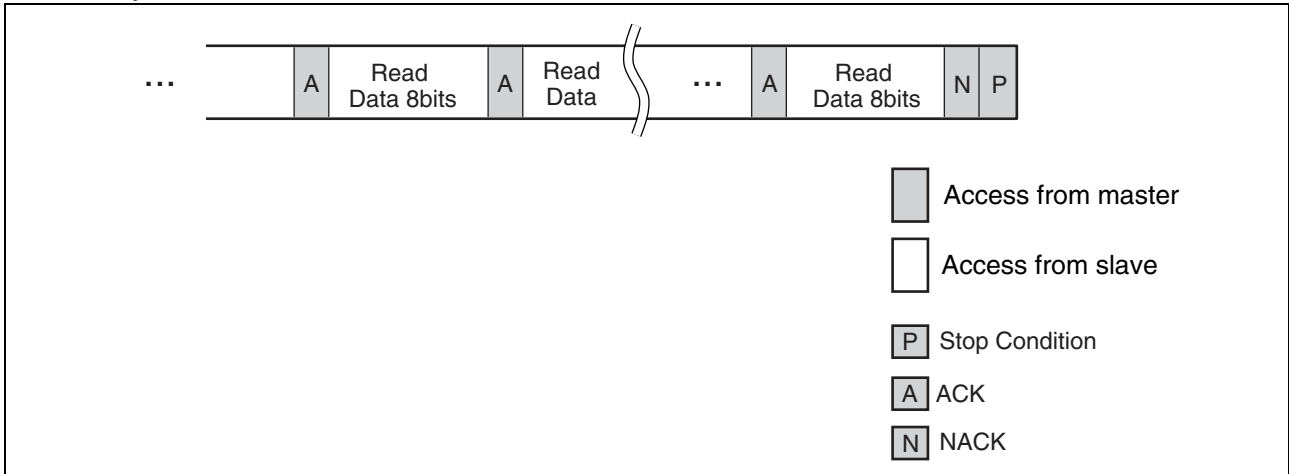 ... A Read Data 8bits A Read Data ... A Read Data 8bits N P
Access from master
Access from slave
P Stop Condition
A ACK
N NACK